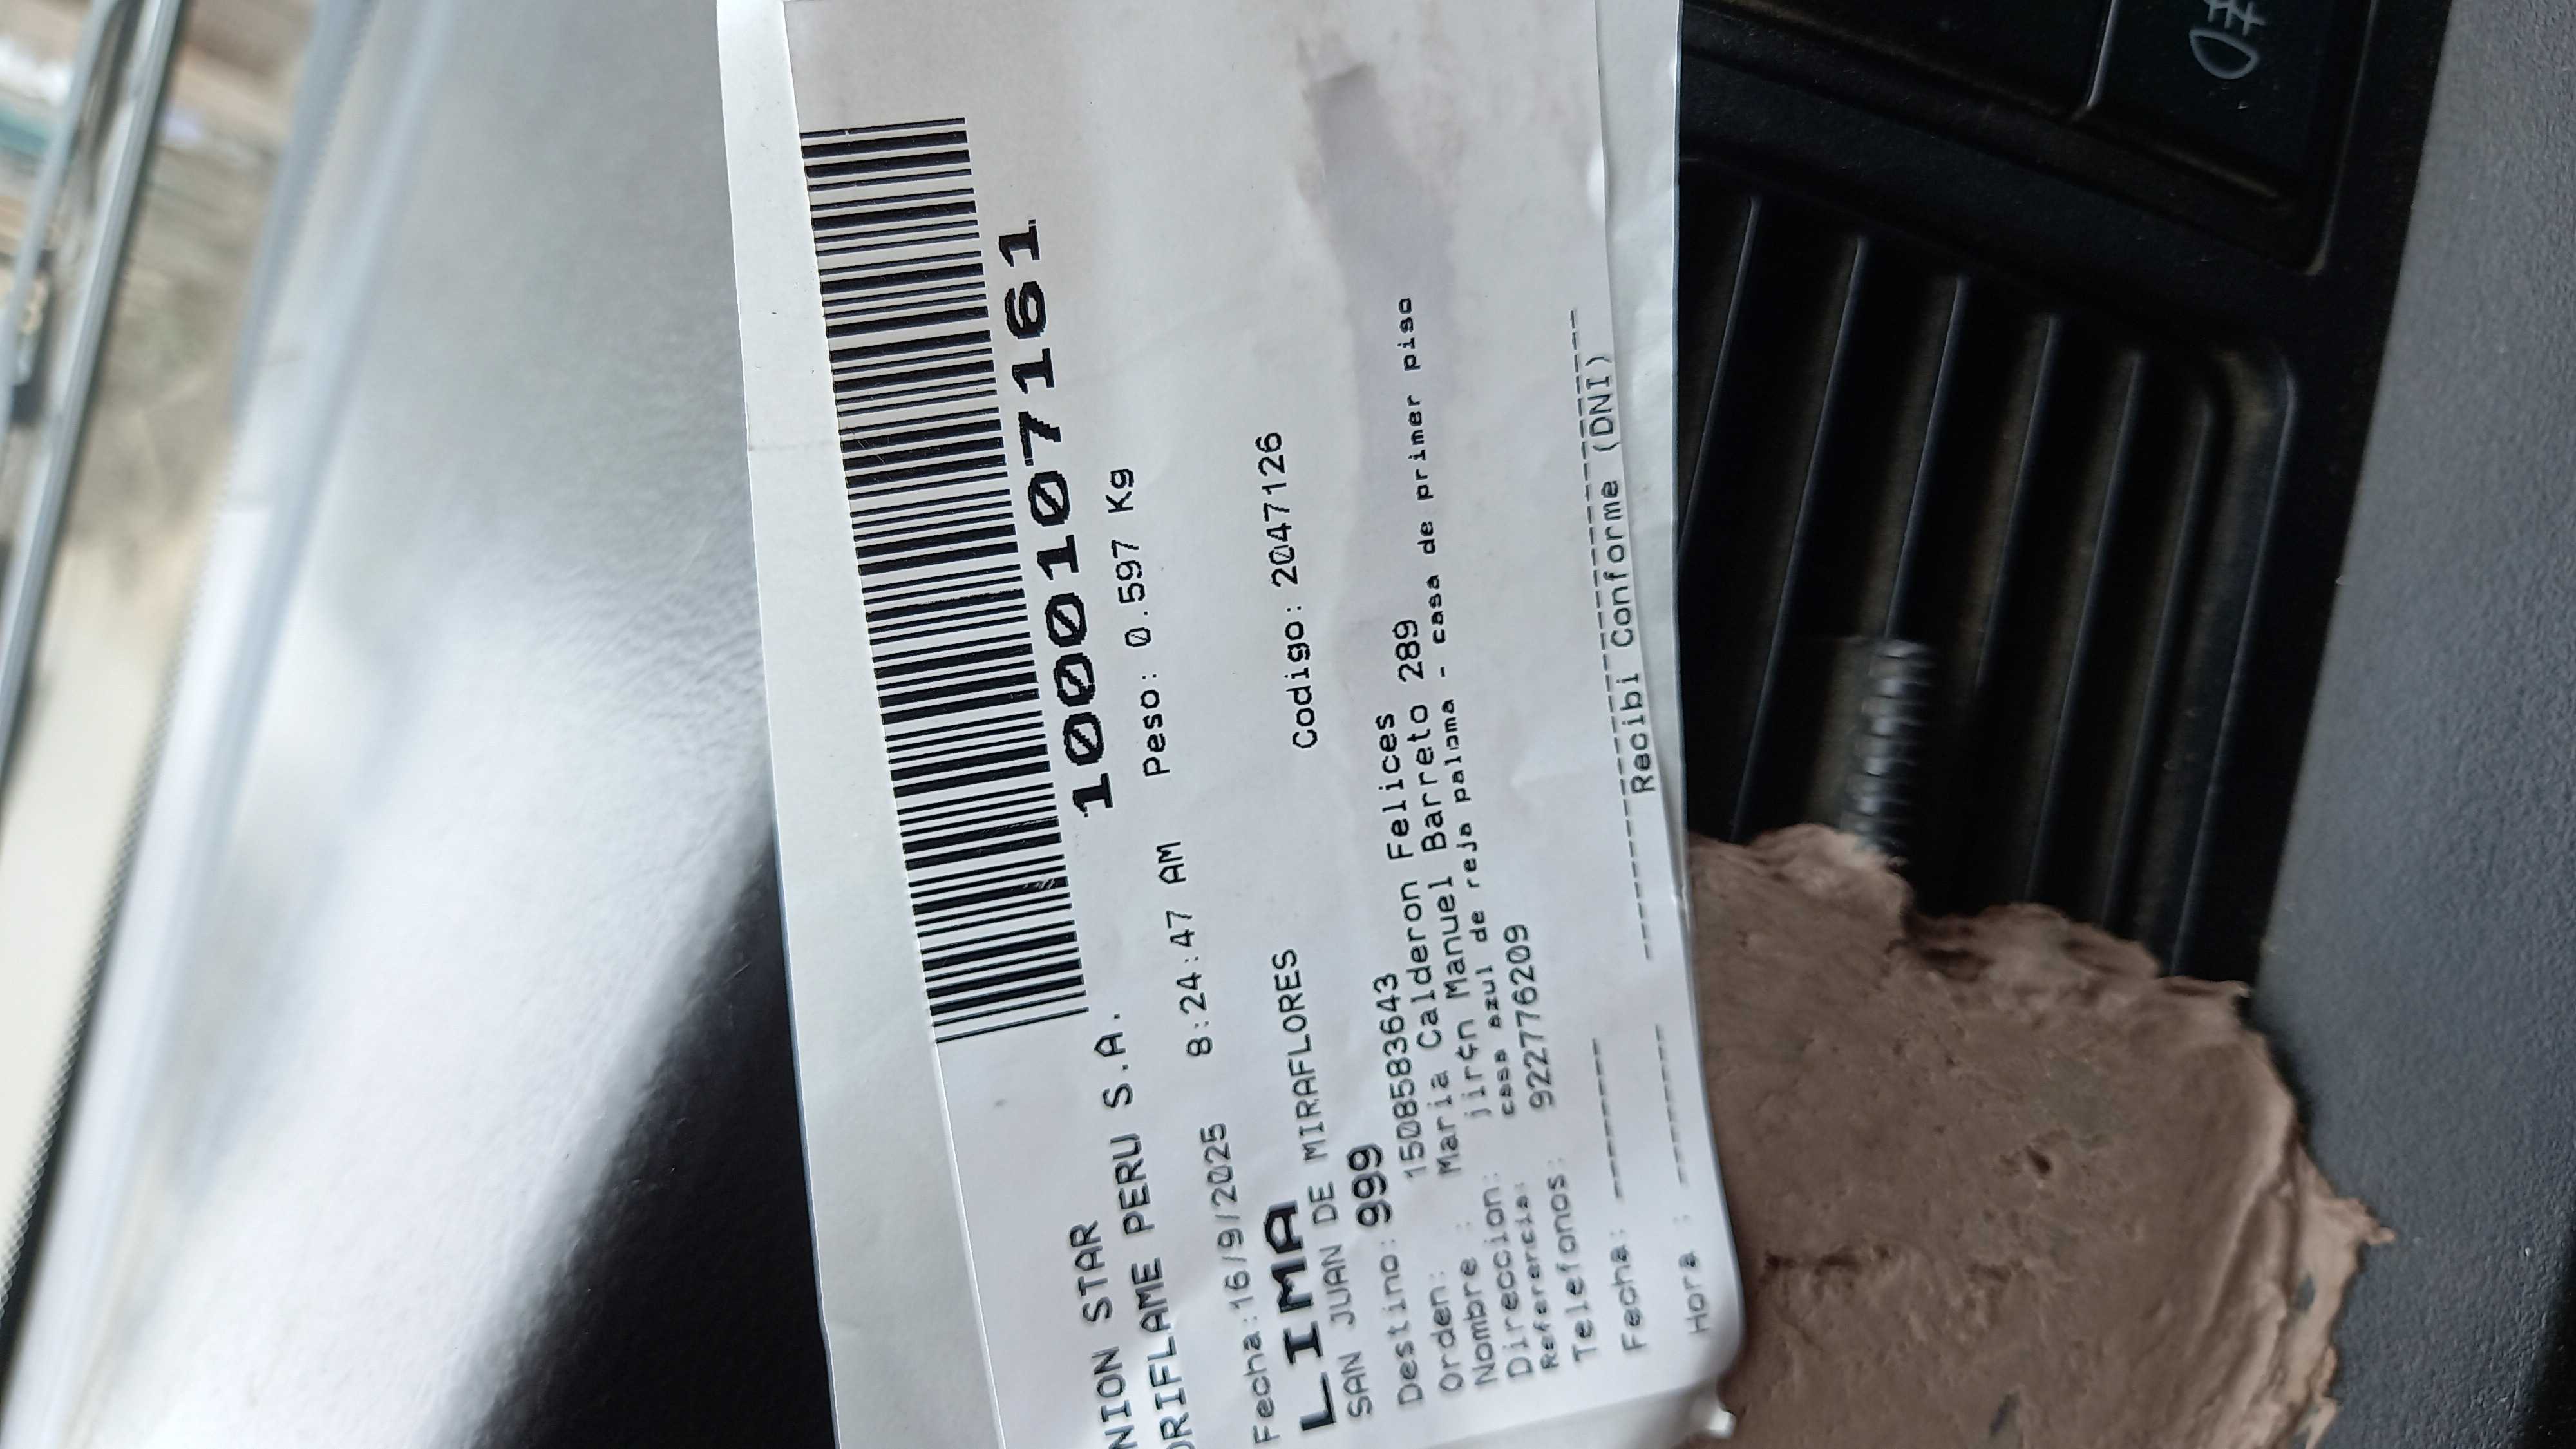 10010107161
NION STAR
ORIFLAME PERU S.A.
Fecha:16/9/2025 8:24:47 AM Peso: 0.597 Kg
LIMA
SAN JUAN DE MIRAFLORES Codigo: 2047126
Destino: 999
Orden: 1508583643
Nombre : Maria Calderon Felices
Direccion: jir¢n Manuel Barreto 289
Referencia: casa azul de reja paloma - casa de primer piso
Telefonos: 922776209
Fecha: --------
Hora : --------
Recibi Conforme (DNI)